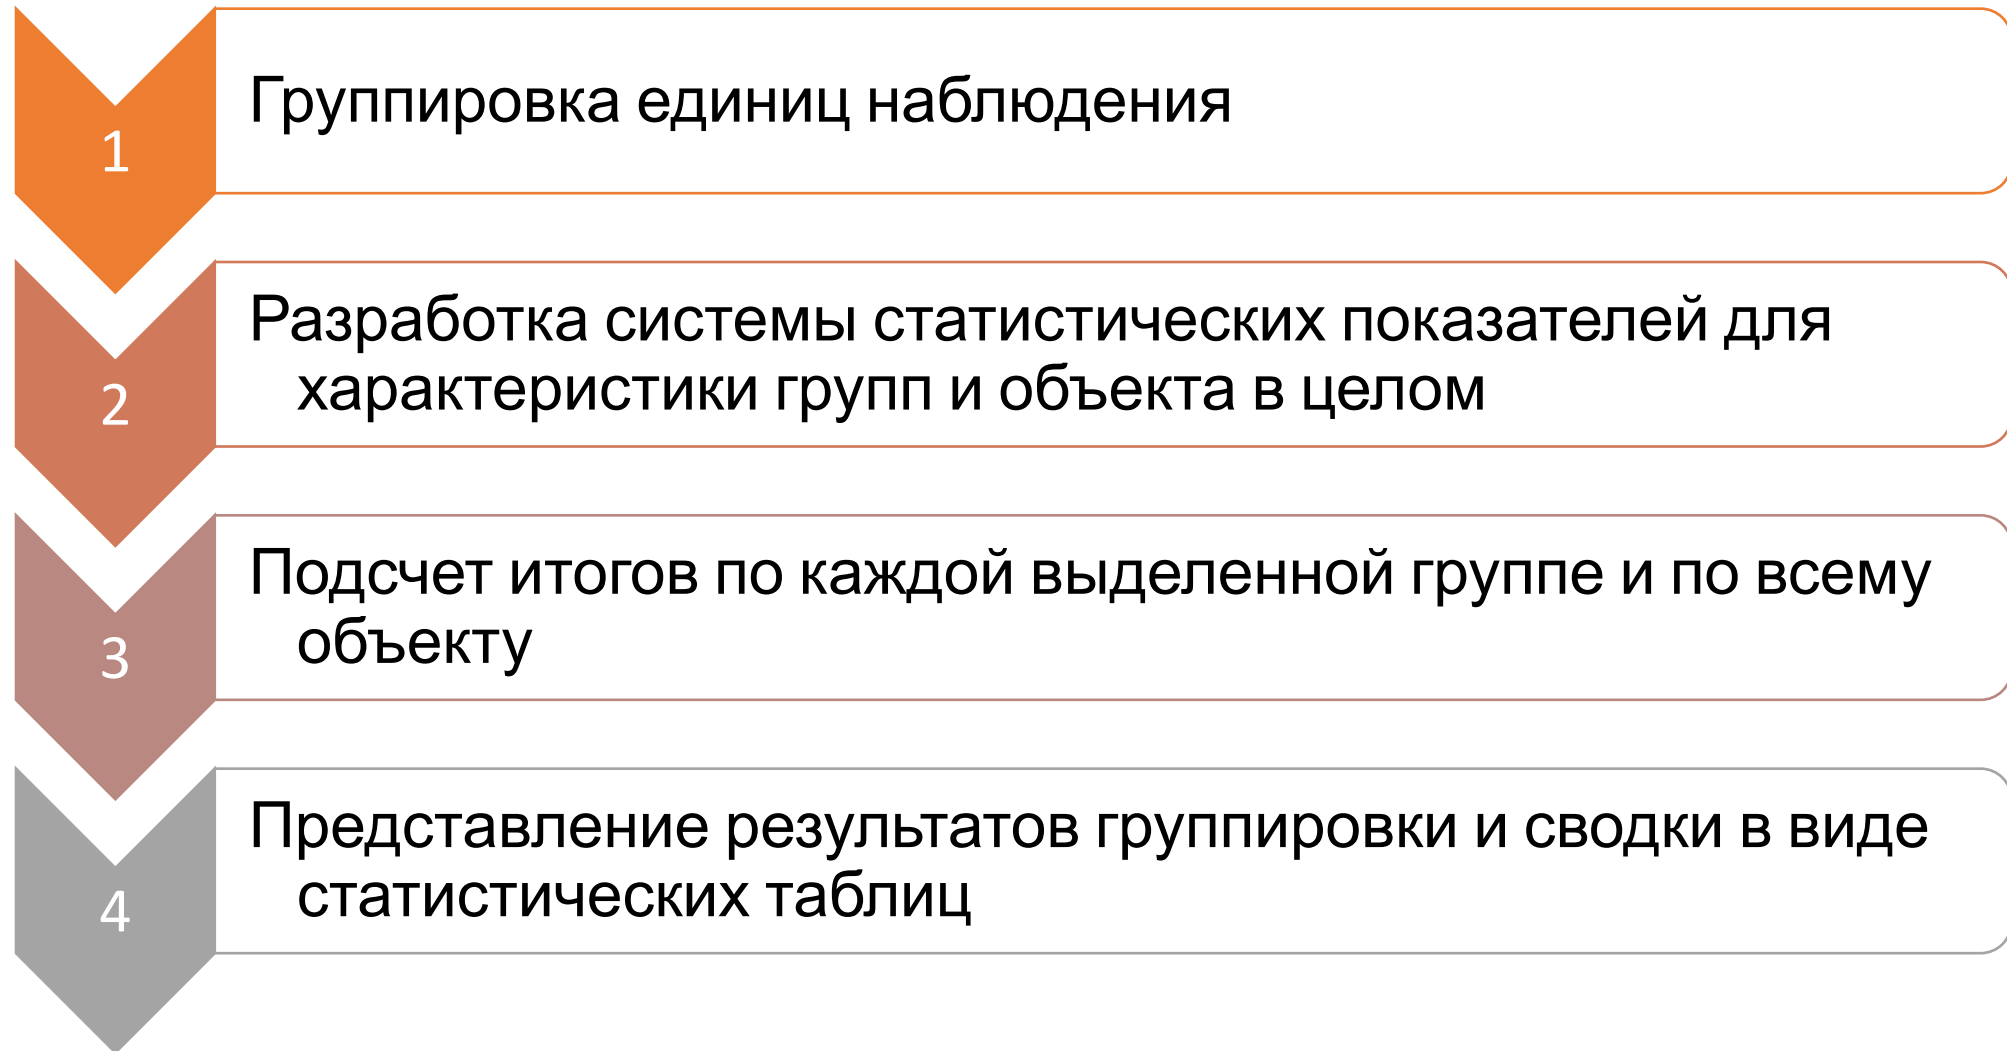 1
Группировка единиц наблюдения
2
Разработка системы статистических показателей для
характеристики групп и объекта в целом
3
Подсчет итогов по каждой выделенной группе и по всему
объекту
4
Представление результатов группировки и сводки в виде
статистических таблиц